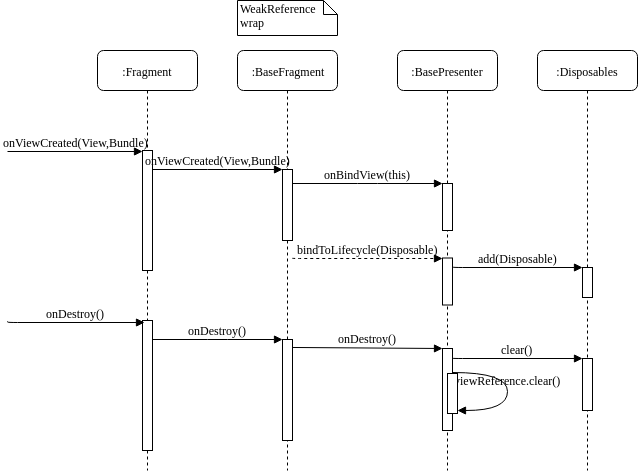 WeakReference
wrap
:Fragment
:BaseFragment
:BasePresenter
:Disposables
onViewCreated(View,Bundle)
onViewCreated(View,Bundle)
onBindView(this)
bindToLifecycle(Disposable)
add(Disposable)
onDestroy()
onDestroy()
onDestroy()
clear()
viewReference.clear()